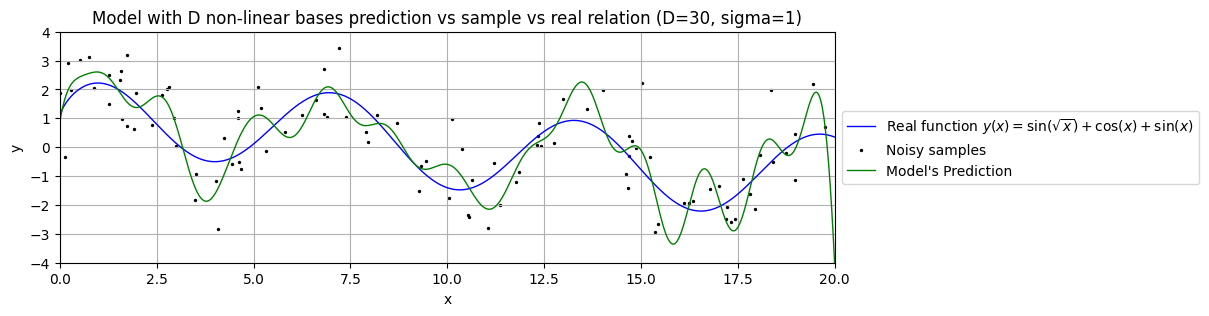 Model with D non-linear bases prediction vs sample vs real relation (D=30, sigma=1)
4
3
2
1
0
−1
−2
−3
−4
y
0.0 2.5 5.0 7.5 10.0 12.5 15.0 17.5 20.0
x
Real function y(x) = sin(√x) + cos(x) + sin(x)
Noisy samples
Model's Prediction